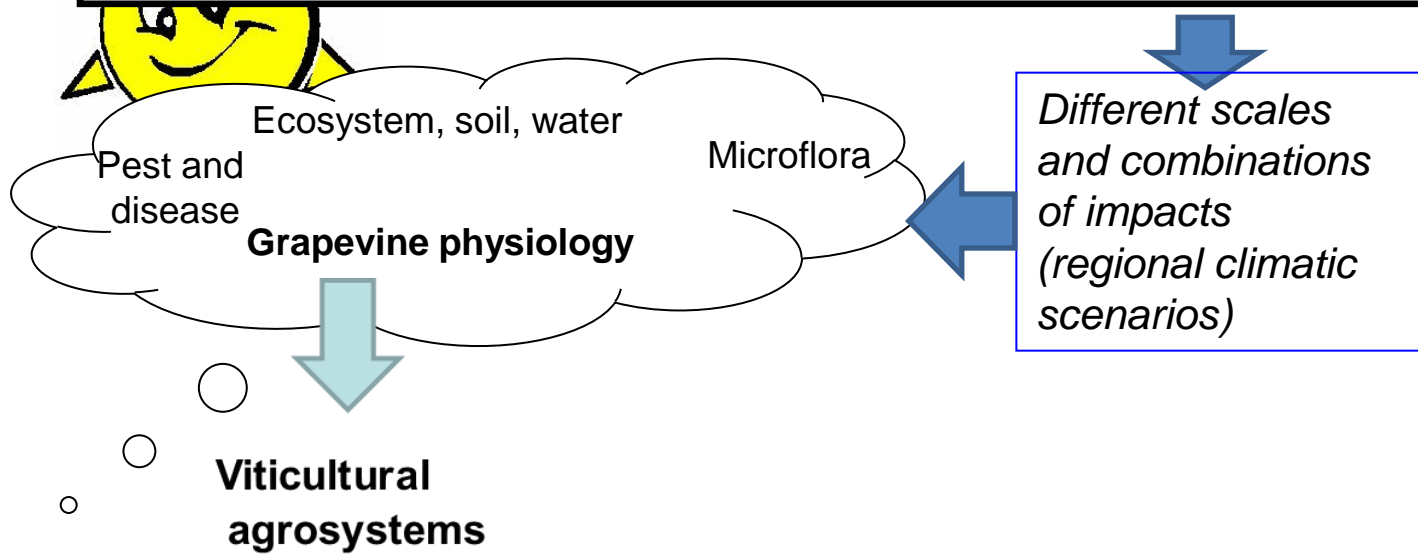 Ecosystem, soil, water
Microflora
Pest and
disease
Grapevine physiology
Different scales
and combinations
of impacts
(regional climatic
scenarios)
Viticultural
agrosystems